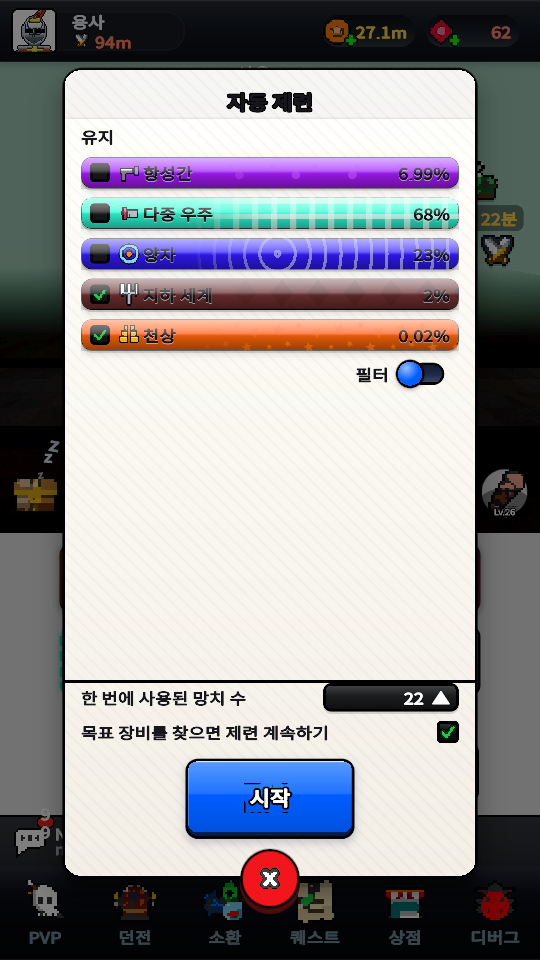 용사
94m
27.1m
62
자동 제련
유지
항성간 6.99%
다중 우주 68%
양자 23%
지하 세계 2%
천상 0.02%
22분
필터
Lv.26
한 번에 사용된 망치 수 22
목표 장비를 찾으면 제련 계속하기
시작
X
PVP
던전
소환
퀘스트
상점
디버그